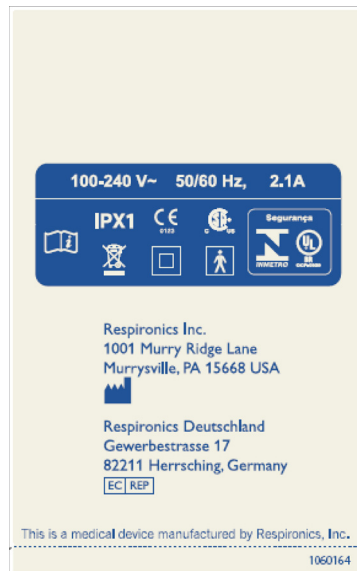 100-240 V~ 50/60 Hz, 2.1A
IPX1 CE 0123 C US Segurança
INMETRO UL BR
Respironics Inc.
1001 Murry Ridge Lane
Murrysville, PA 15668 USA
Respironics Deutschland
Gewerbestrasse 17
82211 Herrsching, Germany
EC REP
This is a medical device manufactured by Respironics, Inc.
1060164